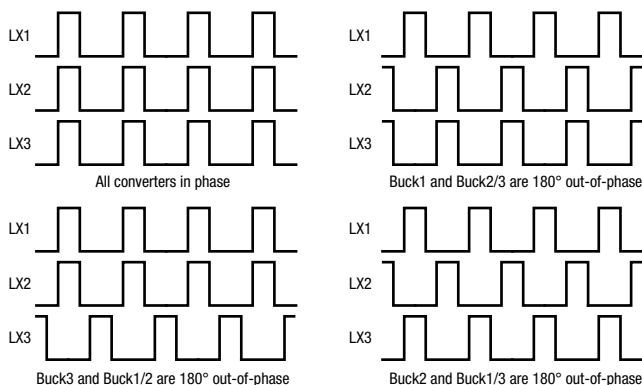 LX1
LX2
LX3
All converters in phase
LX1
LX2
LX3
Buck1 and Buck2/3 are 180° out-of-phase
LX1
LX2
LX3
Buck3 and Buck1/2 are 180° out-of-phase
LX1
LX2
LX3
Buck2 and Buck1/3 are 180° out-of-phase